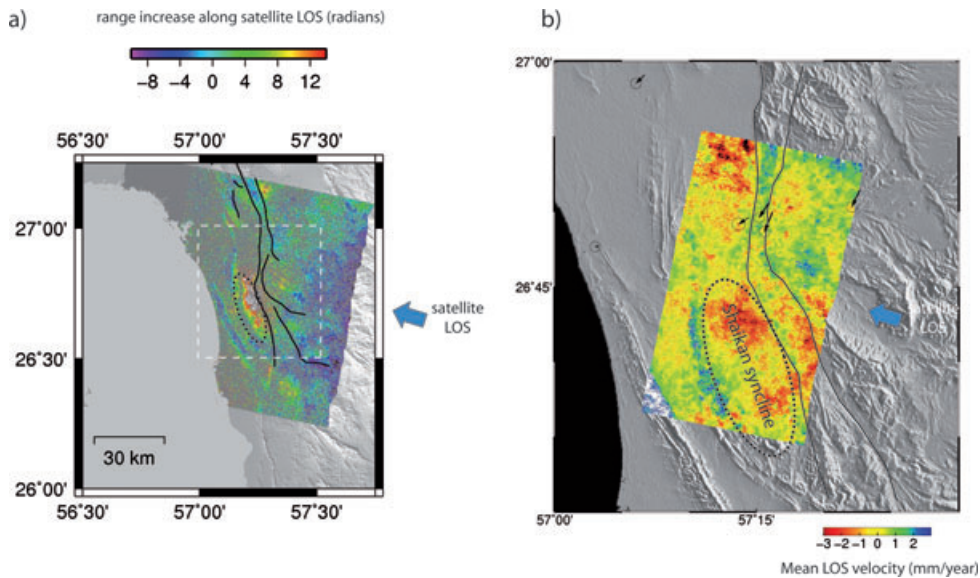 a)
range increase along satellite LOS (radians)
−8 −4 0 4 8 12
56˚30' 57˚00' 57˚30'
27˚00'
26˚30'
26˚00'
30 km
56˚30' 57˚00' 57˚30'
satellite
LOS
b)
27˚00'
26˚45'
Shaikan syncline
LOS
57˚00' 57˚15'
−3 −2 −1 0 1 2
Mean LOS velocity (mm/year)